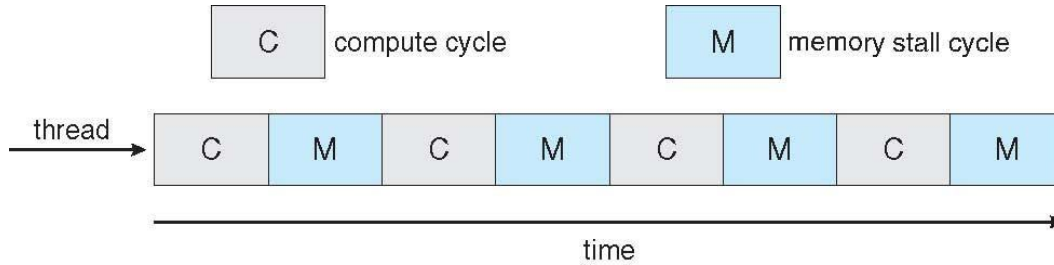 C compute cycle M memory stall cycle
thread
C M C M C M C M
time